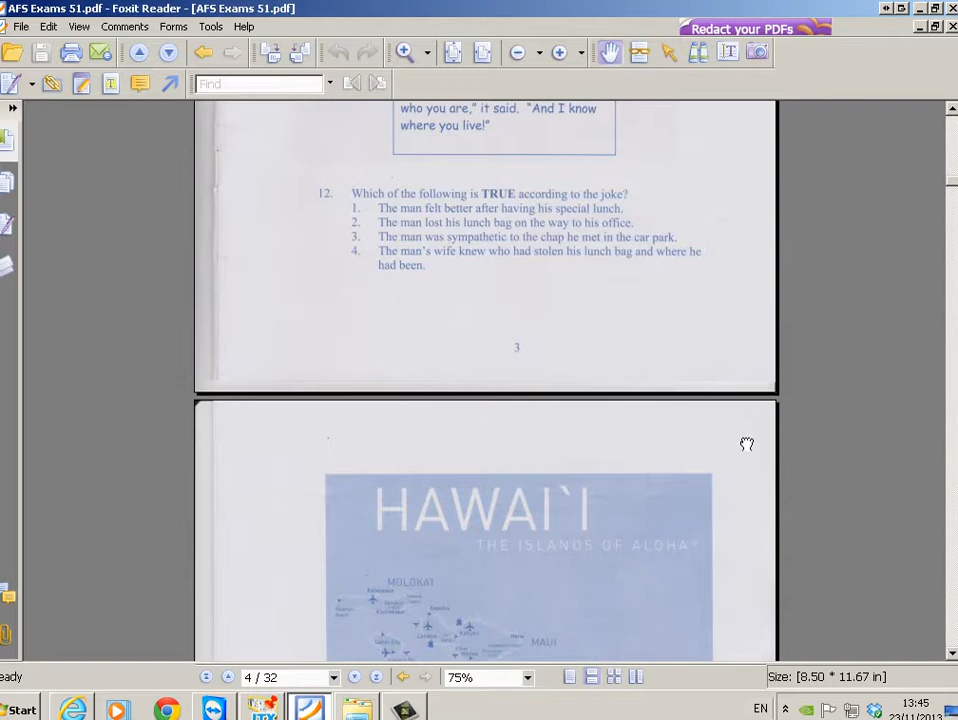 AFS Exams 51.pdf - Foxit Reader - [AFS Exams 51.pdf]
File Edit View Comments Forms Tools Help
Redact your PDFs
Find
who you are,” it said. “And I know
where you live!”
12. Which of the following is TRUE according to the joke?
1. The man felt better after having his special lunch.
2. The man lost his lunch bag on the way to his office.
3. The man was sympathetic to the chap he met in the car park.
4. The man’s wife knew who had stolen his lunch bag and where he
had been.
3
HAWAI`I
THE ISLANDS OF ALOHA
MOLOKA'I
MAUI
eady
4 / 32
75%
Size: [8.50 * 11.67 in]
Start
EN
13:45
23/11/2013